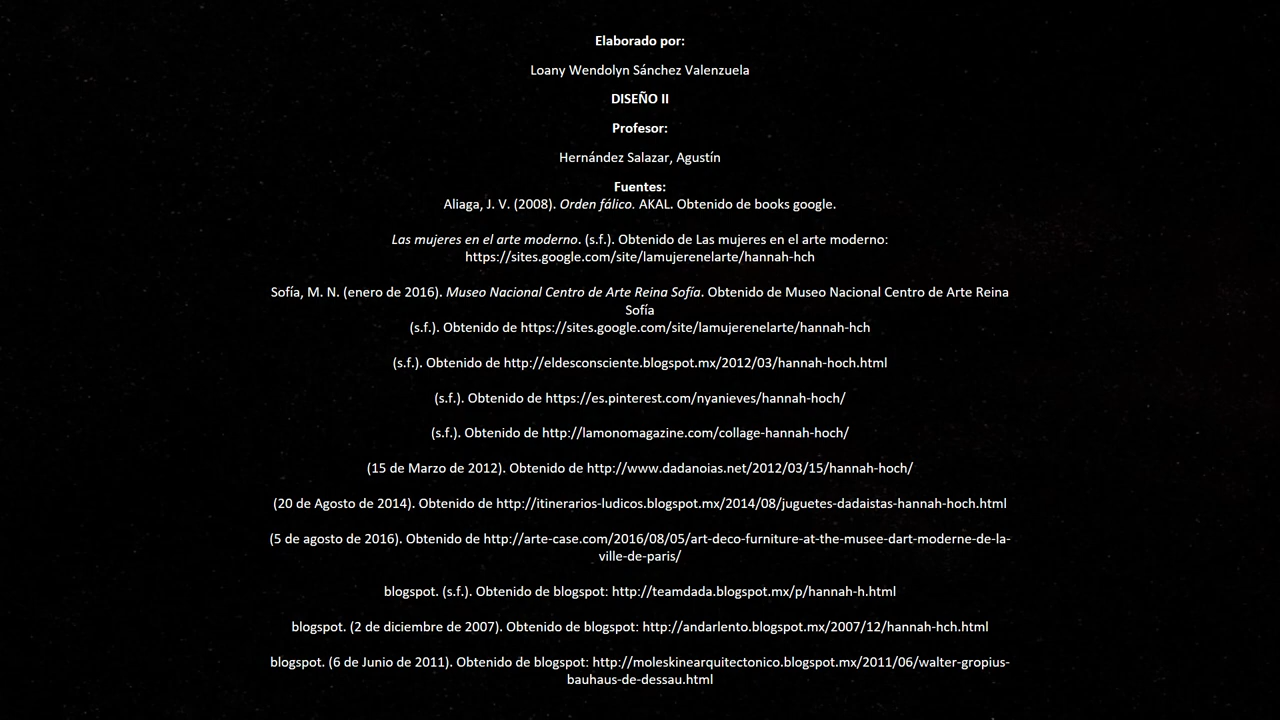 Elaborado por:
Loany Wendolyn Sánchez Valenzuela
DISEÑO II
Profesor:
Hernández Salazar, Agustín
Fuentes:
Aliaga, J. V. (2008). Orden fálico. AKAL. Obtenido de books google.
Las mujeres en el arte moderno. (s.f.). Obtenido de Las mujeres en el arte moderno:
https://sites.google.com/site/lamujerenelarte/hannah-hch
Sofía, M. N. (enero de 2016). Museo Nacional Centro de Arte Reina Sofía. Obtenido de Museo Nacional Centro de Arte Reina
Sofía
(s.f.). Obtenido de https://sites.google.com/site/lamujerenelarte/hannah-hch
(s.f.). Obtenido de http://eldesconsciente.blogspot.mx/2012/03/hannah-hoch.html
(s.f.). Obtenido de https://es.pinterest.com/nyanieves/hannah-hoch/
(s.f.). Obtenido de http://lamonomagazine.com/collage-hannah-hoch/
(15 de Marzo de 2012). Obtenido de http://www.dadanoias.net/2012/03/15/hannah-hoch/
(20 de Agosto de 2014). Obtenido de http://itinerarios-ludicos.blogspot.mx/2014/08/juguetes-dadaistas-hannah-hoch.html
(5 de agosto de 2016). Obtenido de http://arte-case.com/2016/08/05/art-deco-furniture-at-the-musee-dart-moderne-de-la-
ville-de-paris/
blogspot. (s.f.). Obtenido de blogspot: http://teamdada.blogspot.mx/p/hannah-h.html
blogspot. (2 de diciembre de 2007). Obtenido de blogspot: http://andarlento.blogspot.mx/2007/12/hannah-hch.html
blogspot. (6 de Junio de 2011). Obtenido de blogspot: http://moleskinearquitectonico.blogspot.mx/2011/06/walter-gropius-
bauhaus-de-dessau.html